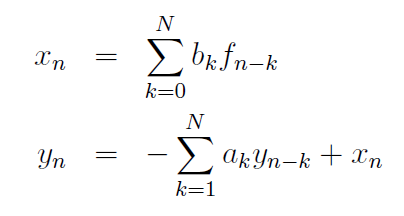 x_n = \sum_{k=0}^{N} b_k f_{n-k}
y_n = -\sum_{k=1}^{N} a_k y_{n-k} + x_n